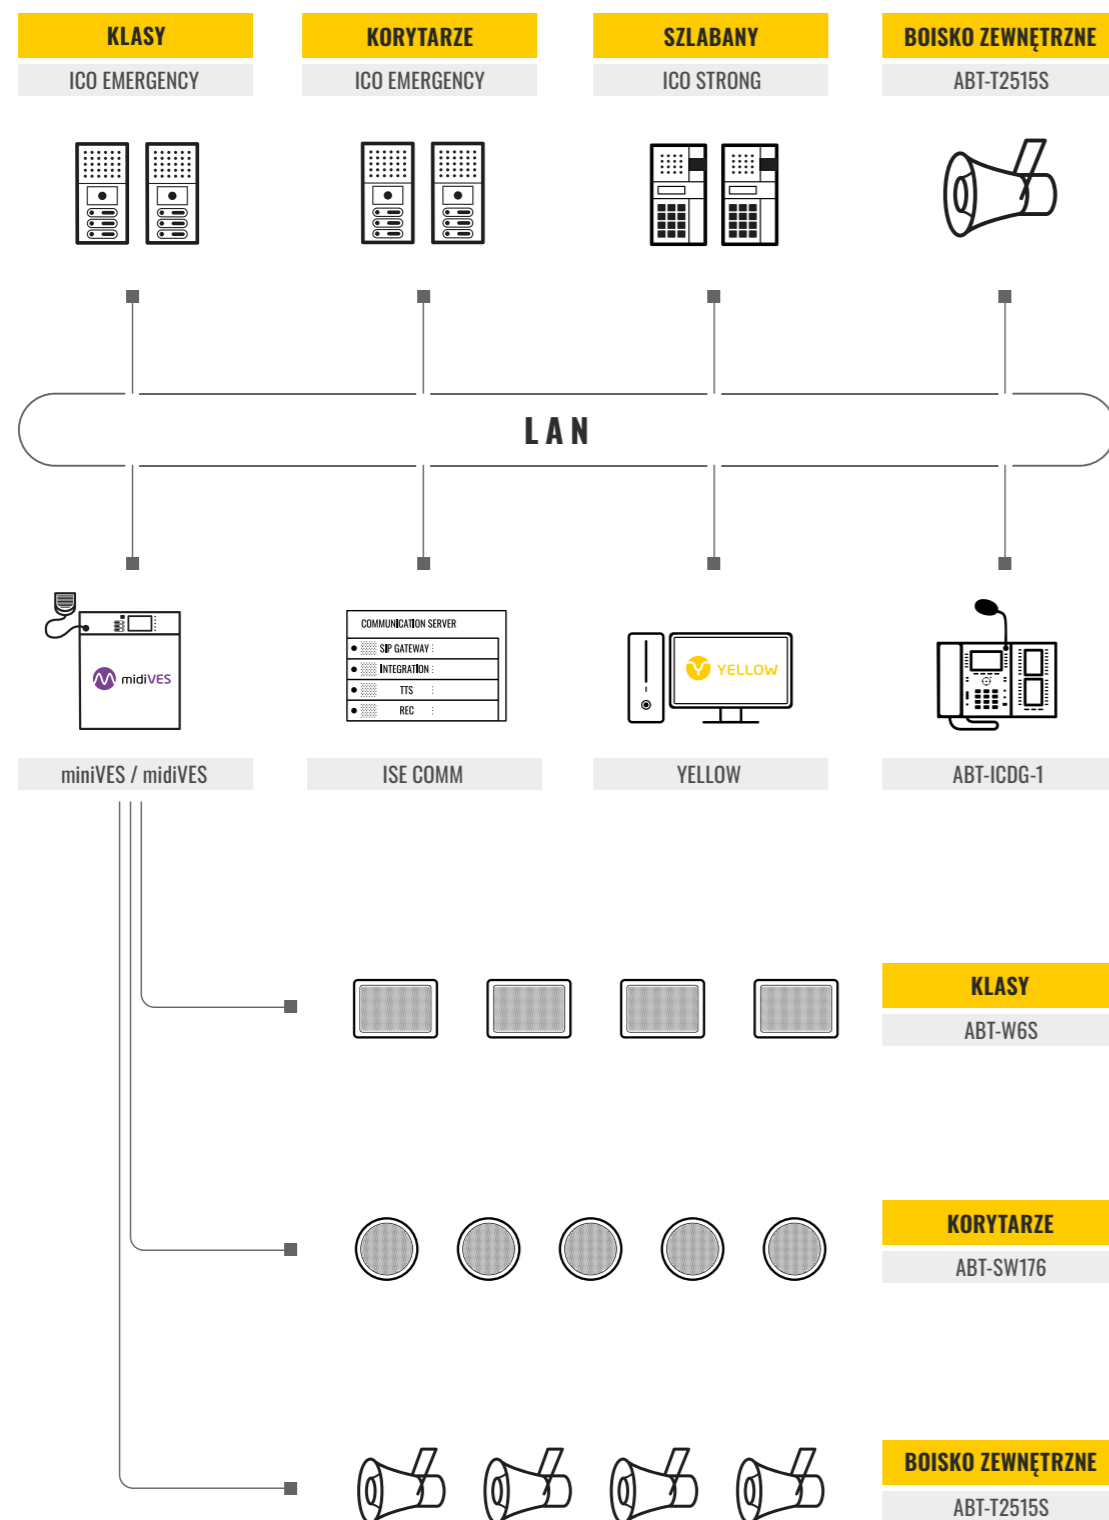 KLASY
ICO EMERGENCY
KORYTARZE
ICO EMERGENCY
SZLABANY
ICO STRONG
BOISKO ZEWNĘTRZNE
ABT-T2515S
LAN
midiVES
COMMUNICATION SERVER
SIP GATEWAY
INTEGRATION
TTS
REC
YELLOW
miniVES / midiVES
ISE COMM
YELLOW
ABT-ICDG-1
KLASY
ABT-W6S
KORYTARZE
ABT-SW176
BOISKO ZEWNĘTRZNE
ABT-T2515S